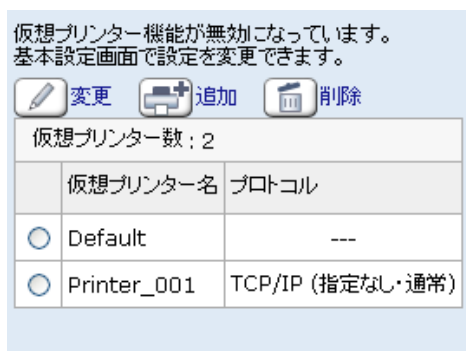 仮想プリンター機能が無効になっています。
基本設定画面で設定を変更できます。
変更 追加 削除
仮想プリンター数 : 2
仮想プリンター名 プロトコル
Default ---
Printer_001 TCP/IP (指定なし・通常)